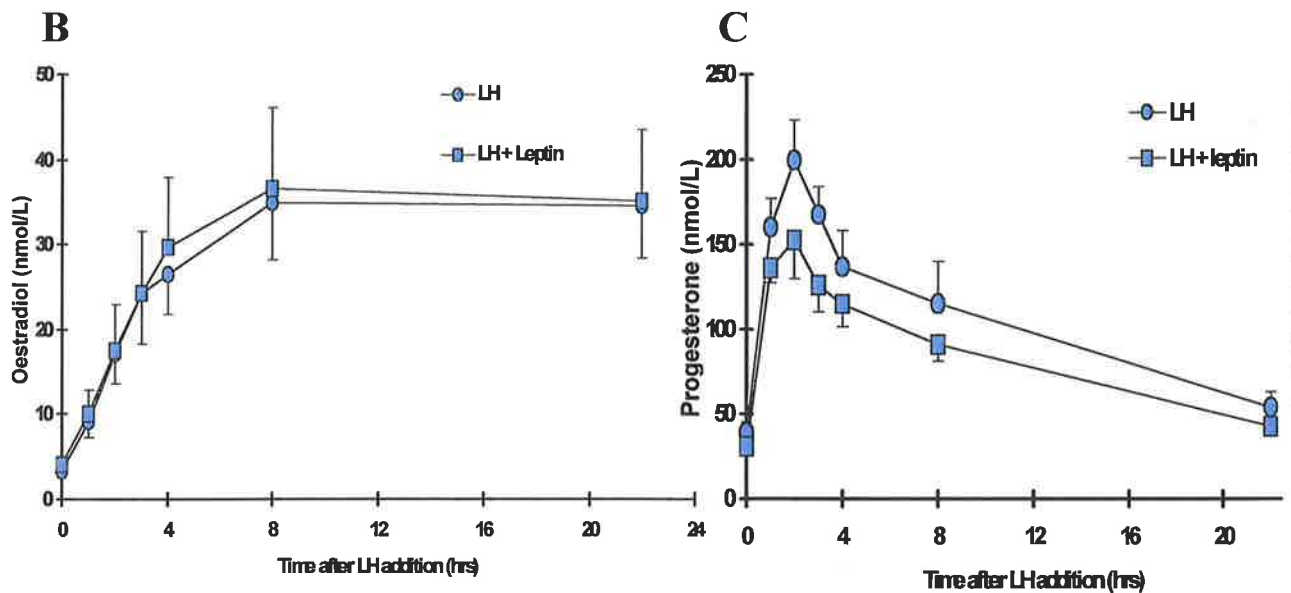 B
50
40
30
20
10
0
Oestradiol (nmol/L)
LH
LH + Leptin
0 4 8 12 16 20 24
Time after LH addition (hrs)
C
250
200
150
100
50
0
Progesterone (nmol/L)
LH
LH + leptin
0 4 8 12 16 20
Time after LH addition (hrs)